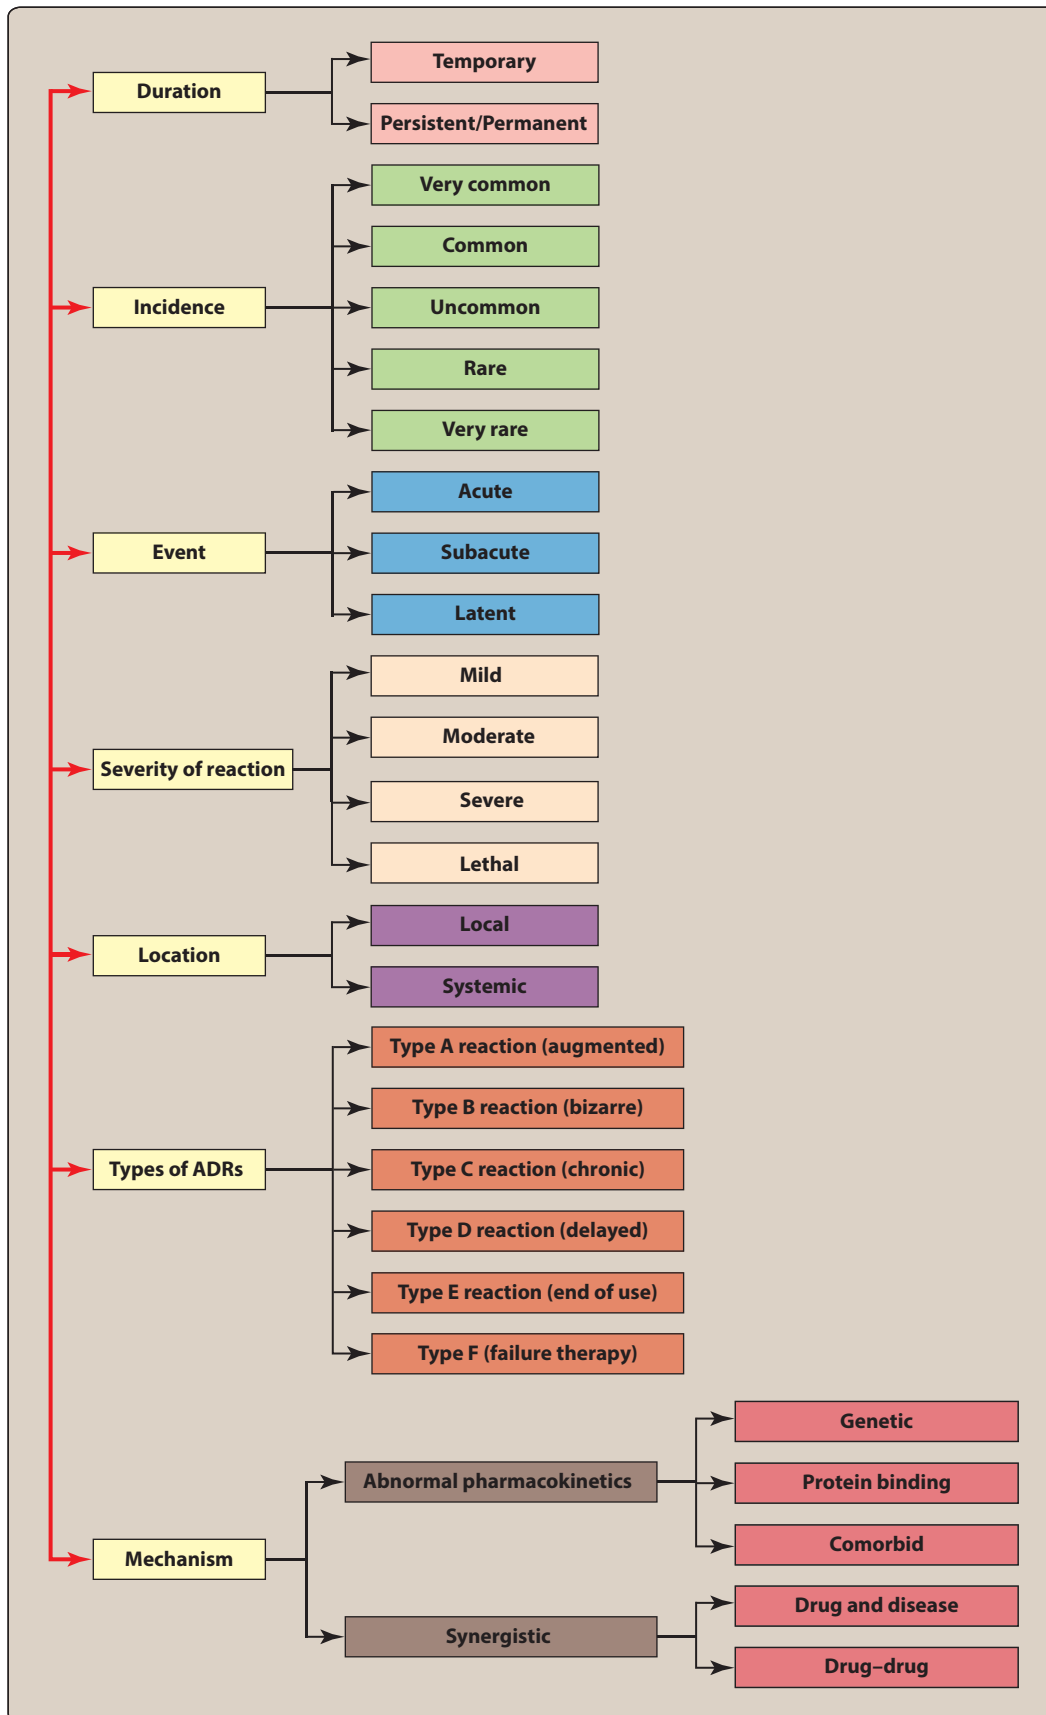 Duration
Temporary
Persistent/Permanent
Incidence
Very common
Common
Uncommon
Rare
Very rare
Event
Acute
Subacute
Latent
Severity of reaction
Mild
Moderate
Severe
Lethal
Location
Local
Systemic
Types of ADRs
Type A reaction (augmented)
Type B reaction (bizarre)
Type C reaction (chronic)
Type D reaction (delayed)
Type E reaction (end of use)
Type F (failure therapy)
Mechanism
Abnormal pharmacokinetics
Genetic
Protein binding
Comorbid
Synergistic
Drug and disease
Drug–drug